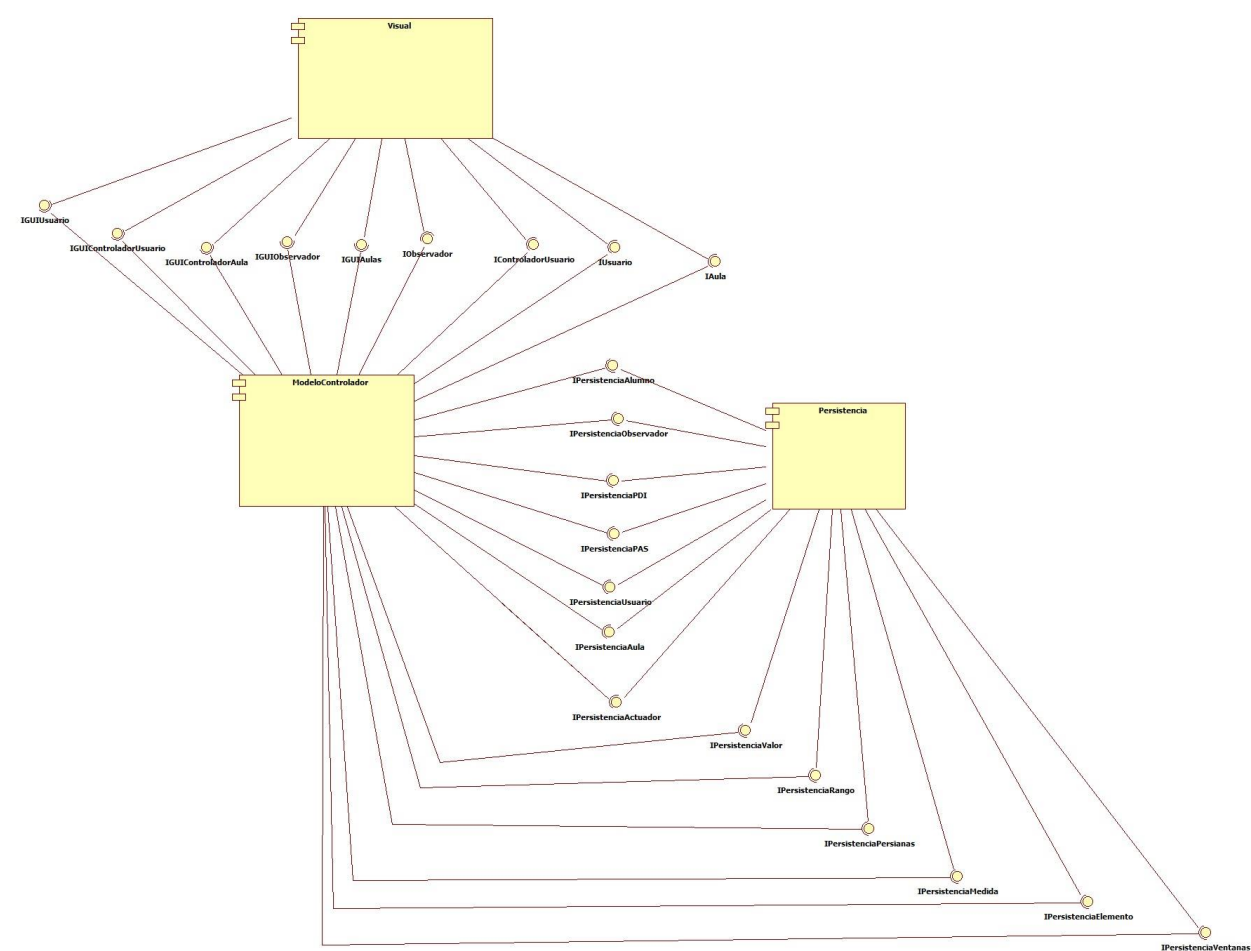 Visual
IGUIUsuario
IGUIControladorUsuario
IGUIControladorAula
IGUIObservador
IGUIAulas
IObservador
IControladorUsuario
IUsuario
IAula
ModeloControlador
IPersistenciaAlumno
Persistencia
IPersistenciaObservador
IPersistenciaPDI
IPersistenciaPAS
IPersistenciaUsuario
IPersistenciaAula
IPersistenciaActuador
IPersistenciaValor
IPersistenciaRango
IPersistenciaPersianas
IPersistenciaMedida
IPersistenciaElemento
IPersistenciaVentanas